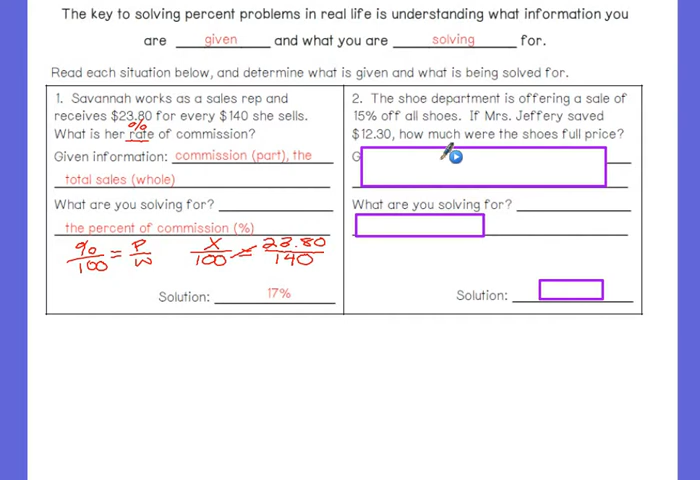 The key to solving percent problems in real life is understanding what information you
are given and what you are solving for.
Read each situation below, and determine what is given and what is being solved for.
1. Savannah works as a sales rep and
receives $23.80 for every $140 she sells.
%
What is her rate of commission?
Given information: commission (part), the
total sales (whole)
What are you solving for?
the percent of commission (%)
%/100 = P/W x/100 = 23.80/140
Solution: 17%
2. The shoe department is offering a sale of
15% off all shoes. If Mrs. Jeffery saved
$12.30, how much were the shoes full price?
G
What are you solving for?
Solution: